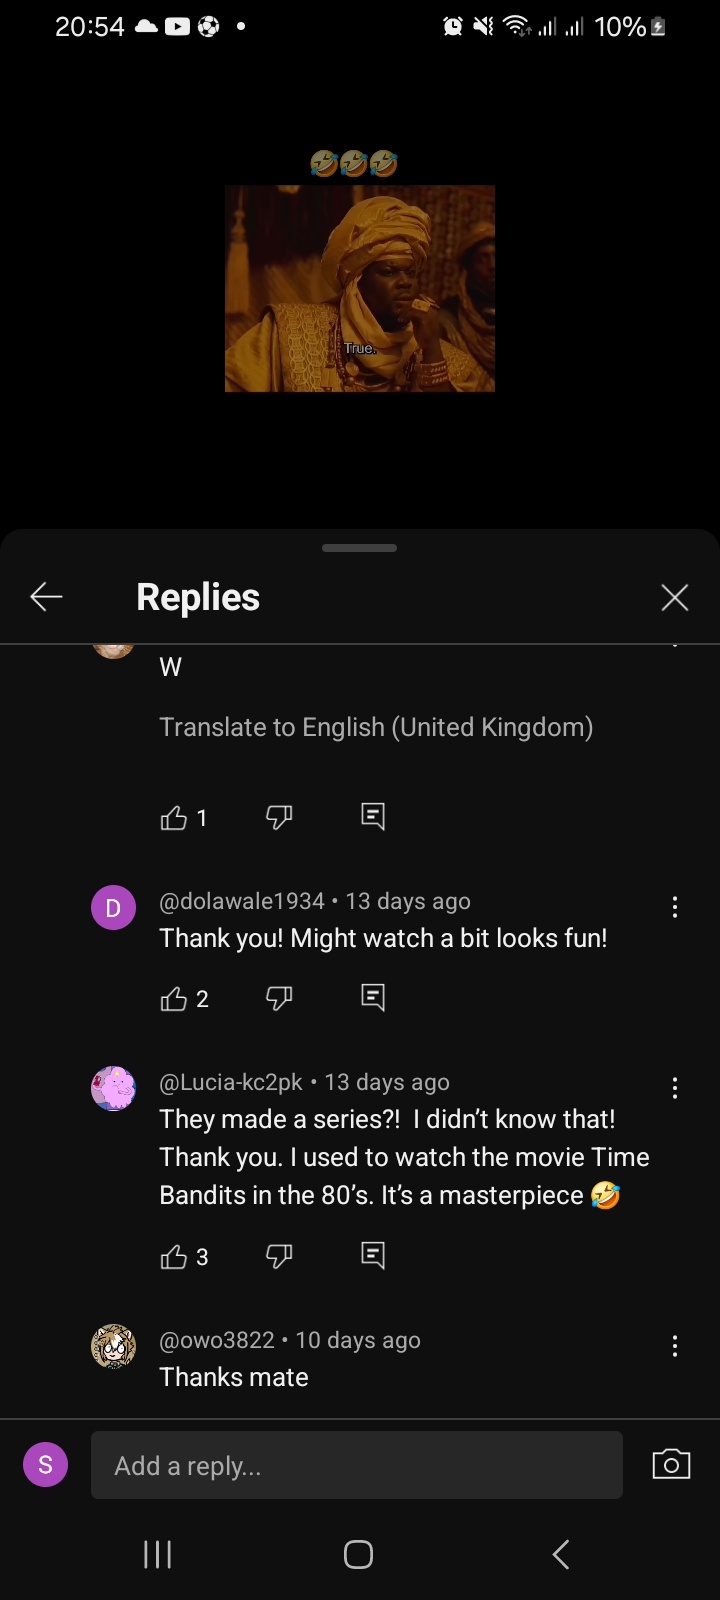 20:54
10%
🤣🤣🤣
True.
Replies
W
Translate to English (United Kingdom)
1
D
@dolawale1934 • 13 days ago
Thank you! Might watch a bit looks fun!
2
@Lucia-kc2pk • 13 days ago
They made a series?!  I didn’t know that!
Thank you. I used to watch the movie Time
Bandits in the 80’s. It’s a masterpiece 🤣
3
@owo3822 • 10 days ago
Thanks mate
S
Add a reply...